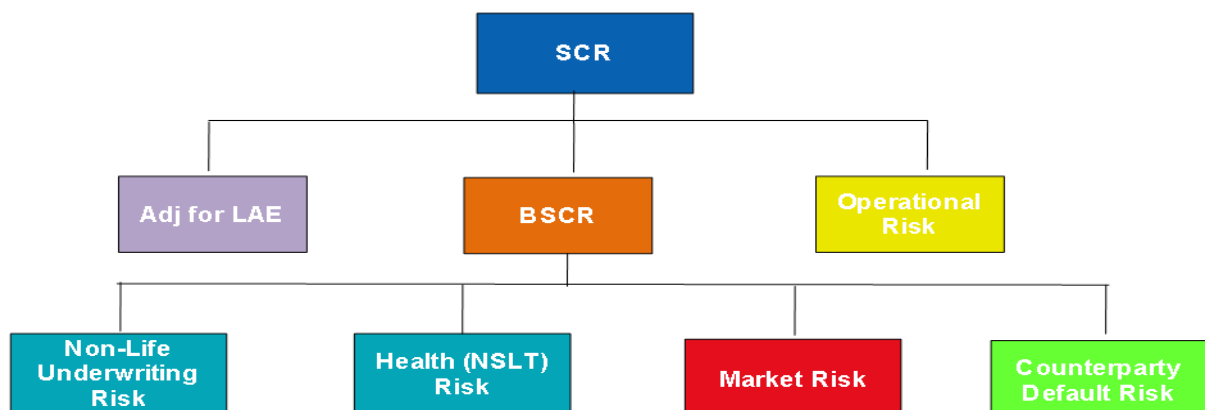 SCR
Adj for LAE
BSCR
Operational
Risk
Non-Life
Underwriting
Risk
Health (NSLT)
Risk
Market Risk
Counterparty
Default Risk